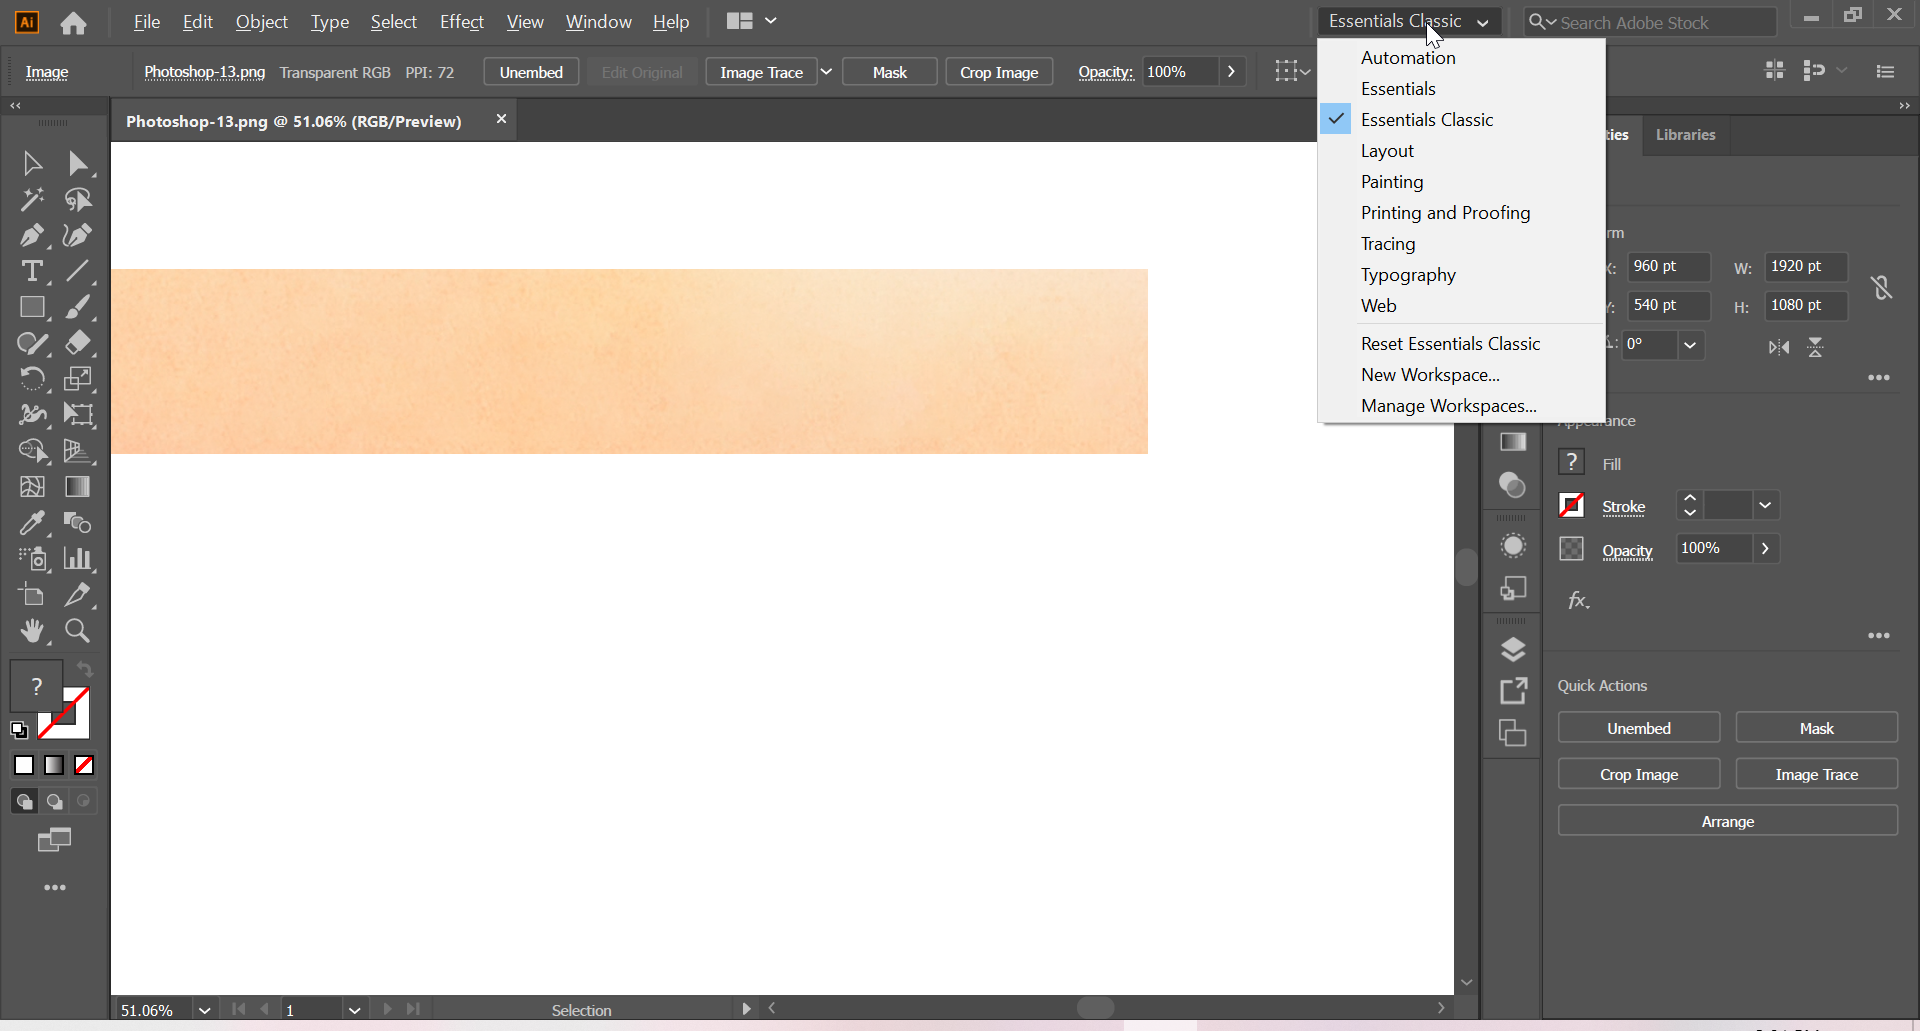 Ai File Edit Object Type Select Effect View Window Help Essentials Classic Search Adobe Stock
Image Photoshop-13.png Transparent RGB PPI: 72 Unembed Edit Original Image Trace Mask Crop Image Opacity: 100%
Photoshop-13.png @ 51.06% (RGB/Preview)
Automation
Essentials
Essentials Classic
Layout
Painting
Printing and Proofing
Tracing
Typography
Web
Reset Essentials Classic
New Workspace...
Manage Workspaces...
ties Libraries
rm
X: 960 pt W: 1920 pt
Y: 540 pt H: 1080 pt
0°
Appearance
? Fill
Stroke
Opacity 100%
fx
Quick Actions
Unembed Mask
Crop Image Image Trace
Arrange
?
51.06% 1 Selection